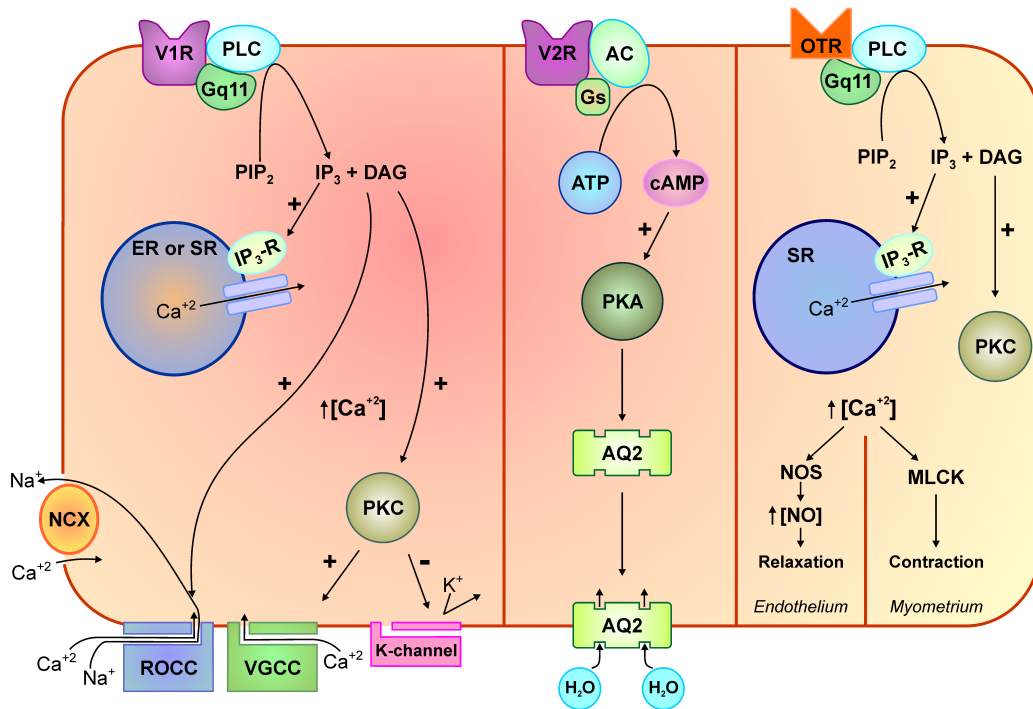 V1R
PLC
Gq11
PIP₂
IP₃ + DAG
+
ER or SR
IP₃-R
Ca⁺²
+
+
↑[Ca⁺²]
Na⁺
NCX
Ca⁺²
PKC
+
-
K⁺
Ca⁺²
Na⁺
ROCC
VGCC
Ca⁺²
K-channel
V2R
AC
Gs
ATP
cAMP
+
PKA
AQ2
AQ2
H₂O
H₂O
OTR
PLC
Gq11
PIP₂
IP₃ + DAG
+
+
SR
IP₃-R
Ca⁺²
PKC
↑[Ca⁺²]
NOS
↑[NO]
Relaxation
Endothelium
MLCK
Contraction
Myometrium